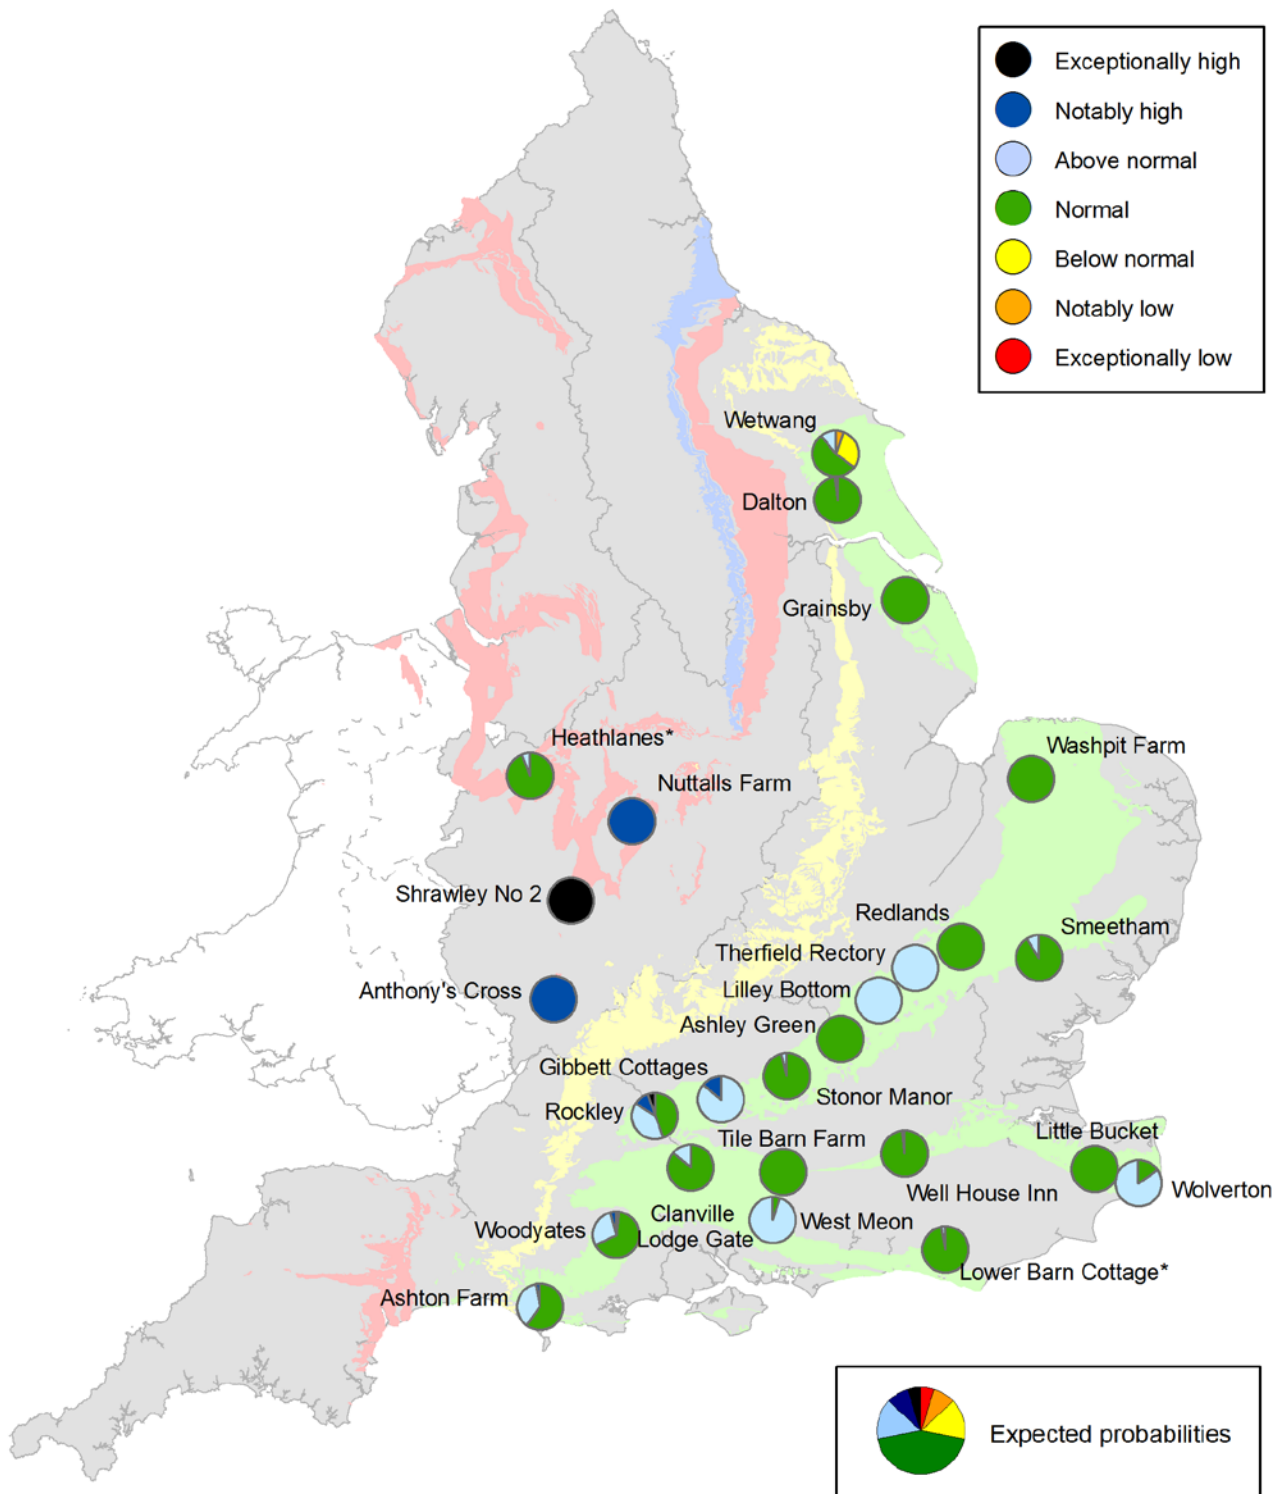 Exceptionally high
Notably high
Above normal
Normal
Below normal
Notably low
Exceptionally low
Wetwang
Dalton
Grainsby
Heathlanes*
Washpit Farm
Nuttalls Farm
Shrawley No 2
Redlands
Smeetham
Therfield Rectory
Lilley Bottom
Anthony's Cross
Ashley Green
Gibbett Cottages
Stonor Manor
Rockley
Tile Barn Farm
Little Bucket
Well House Inn
Wolverton
Clanville
Lodge Gate
West Meon
Woodyates
Lower Barn Cottage*
Ashton Farm
Expected probabilities